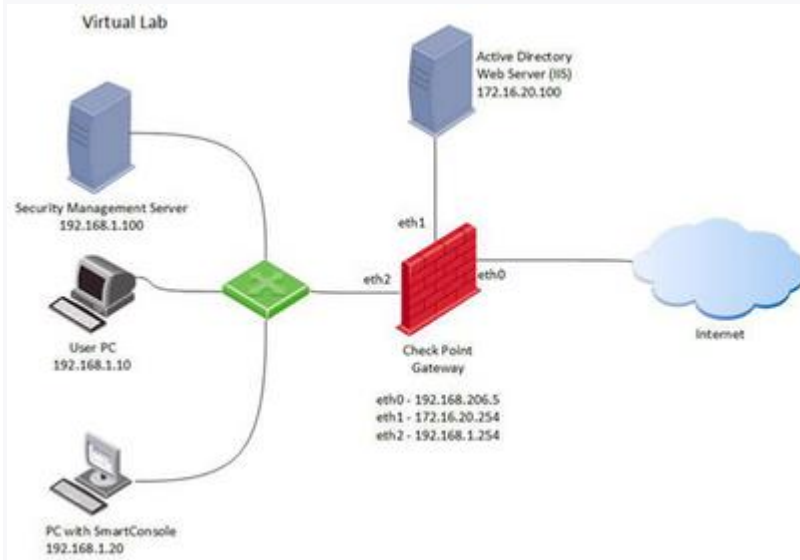 Virtual Lab
Active Directory
Web Server (IIS)
172.16.20.100
Security Management Server
192.168.1.100
eth1
eth2
eth0
User PC
192.168.1.10
Check Point
Gateway
Internet
eth0 - 192.168.206.5
eth1 - 172.16.20.254
eth2 - 192.168.1.254
PC with SmartConsole
192.168.1.20